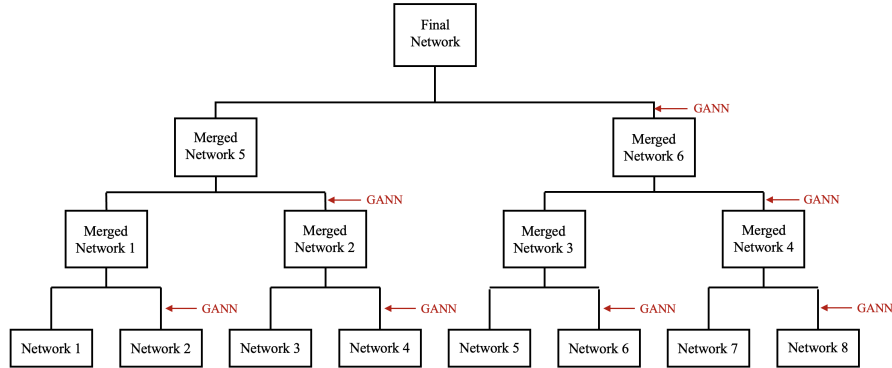 Final
Network
GANN
Merged
Network 5
Merged
Network 6
GANN
GANN
Merged
Network 1
Merged
Network 2
Merged
Network 3
Merged
Network 4
GANN
GANN
GANN
GANN
Network 1
Network 2
Network 3
Network 4
Network 5
Network 6
Network 7
Network 8